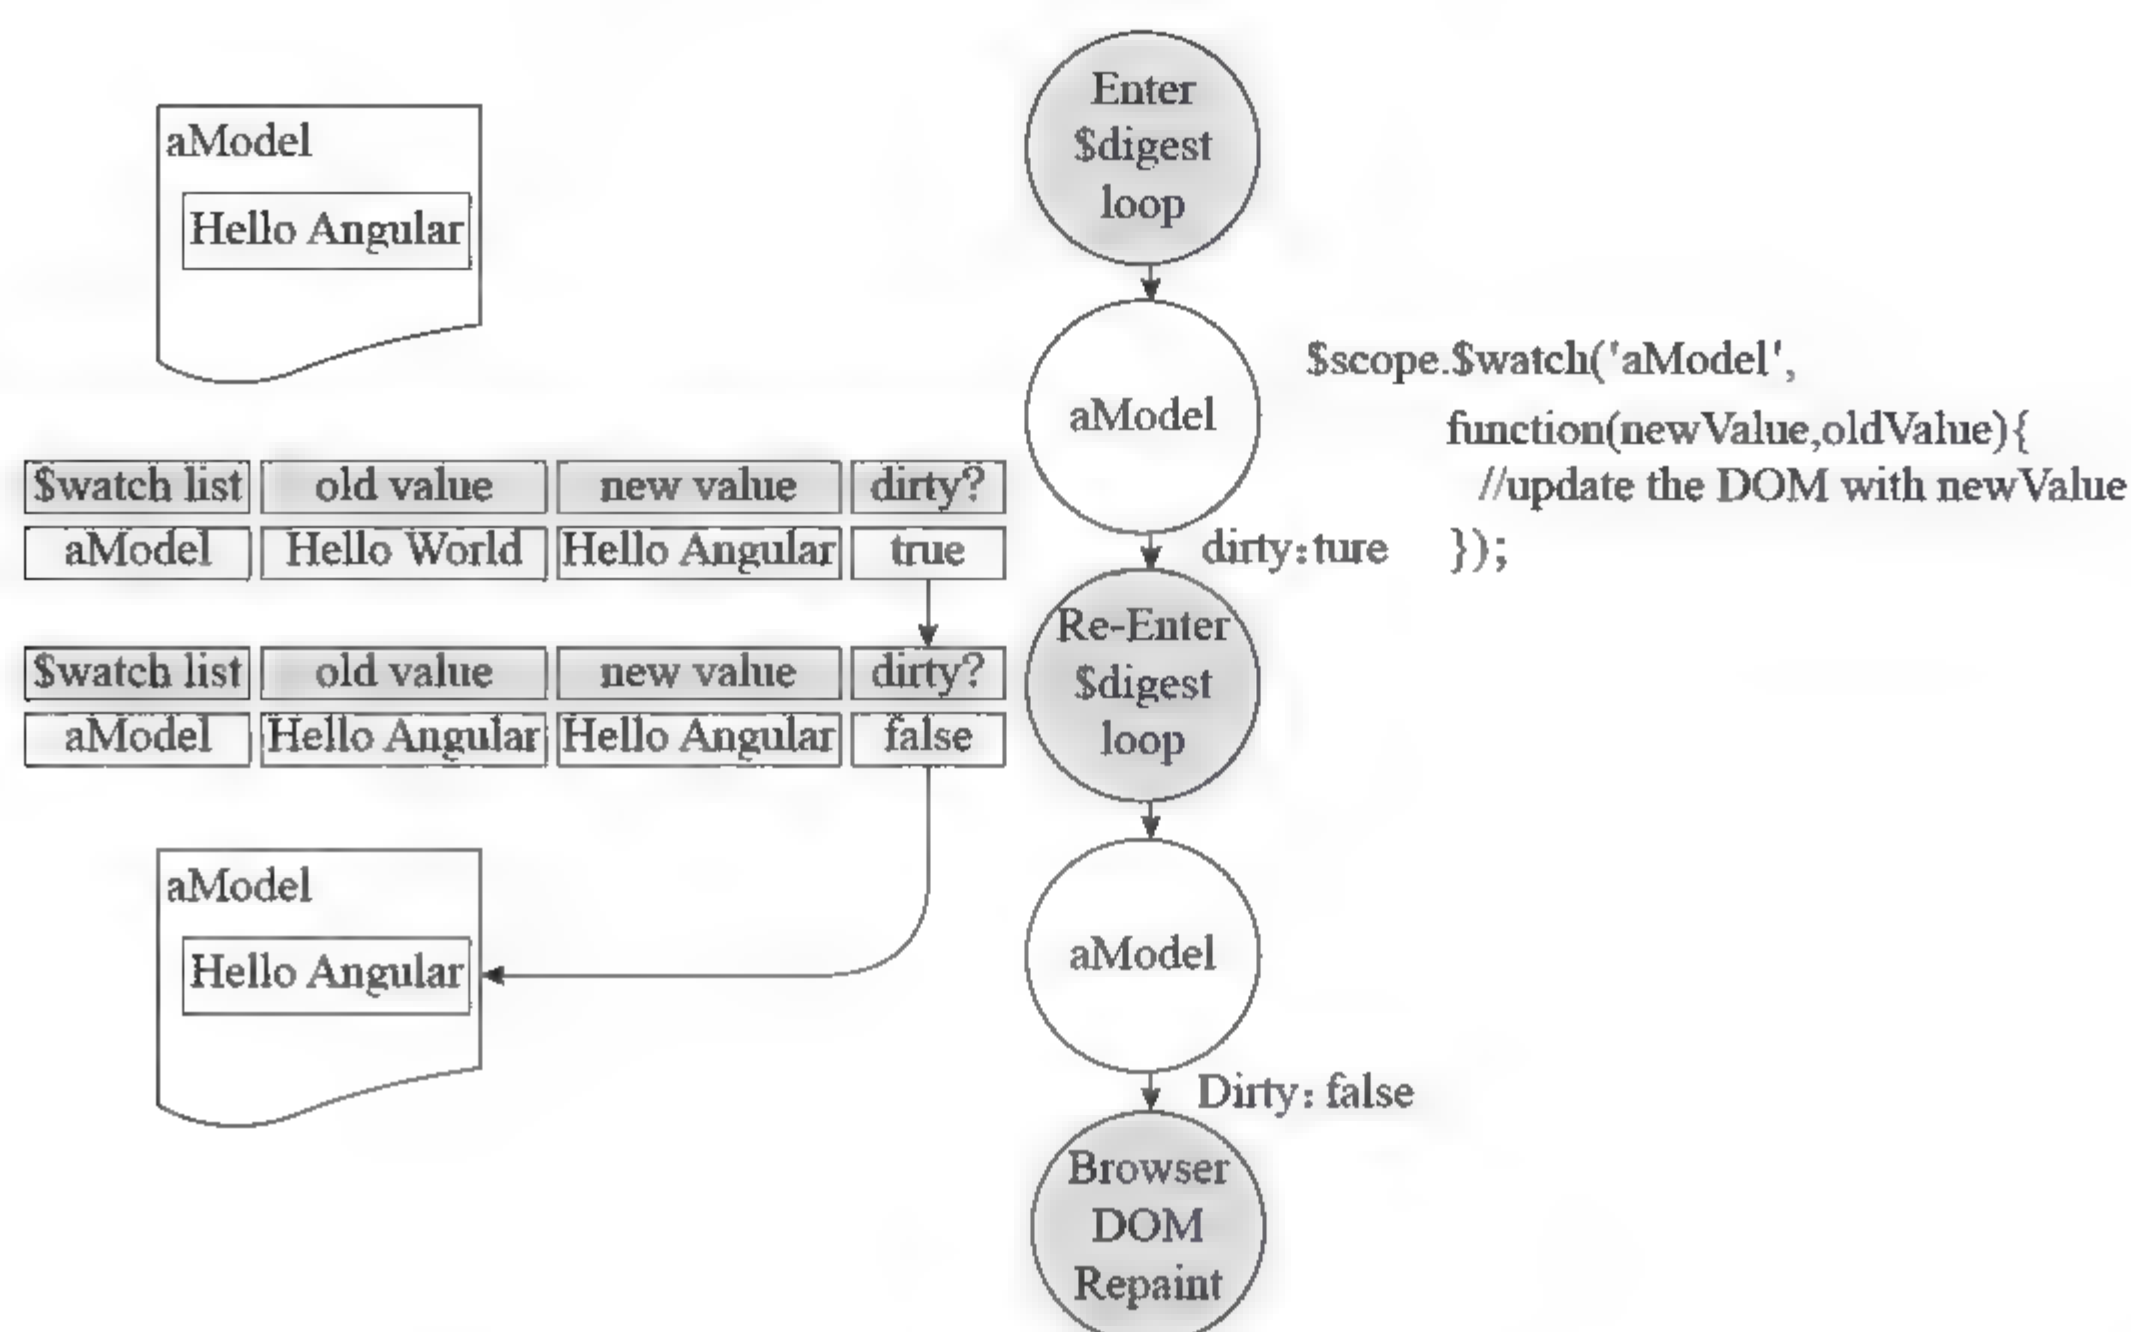 aModel
Hello Angular
$watch list old value new value dirty?
aModel Hello World Hello Angular true
$watch list old value new value dirty?
aModel Hello Angular Hello Angular false
aModel
Hello Angular
Enter
$digest
loop
aModel
$scope.$watch('aModel',
function(newValue,oldValue){
//update the DOM with newValue
});
dirty:ture
Re-Enter
$digest
loop
aModel
Dirty: false
Browser
DOM
Repaint